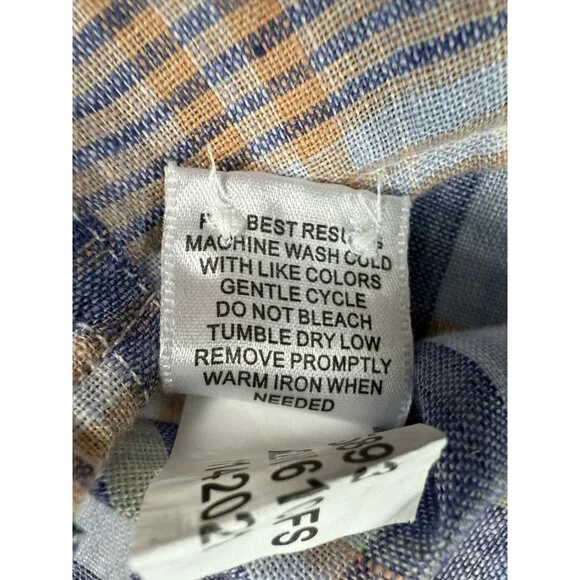 BEST RESULTS
MACHINE WASH COLD
WITH LIKE COLORS
GENTLE CYCLE
DO NOT BLEACH
TUMBLE DRY LOW
REMOVE PROMPTLY
WARM IRON WHEN
NEEDED